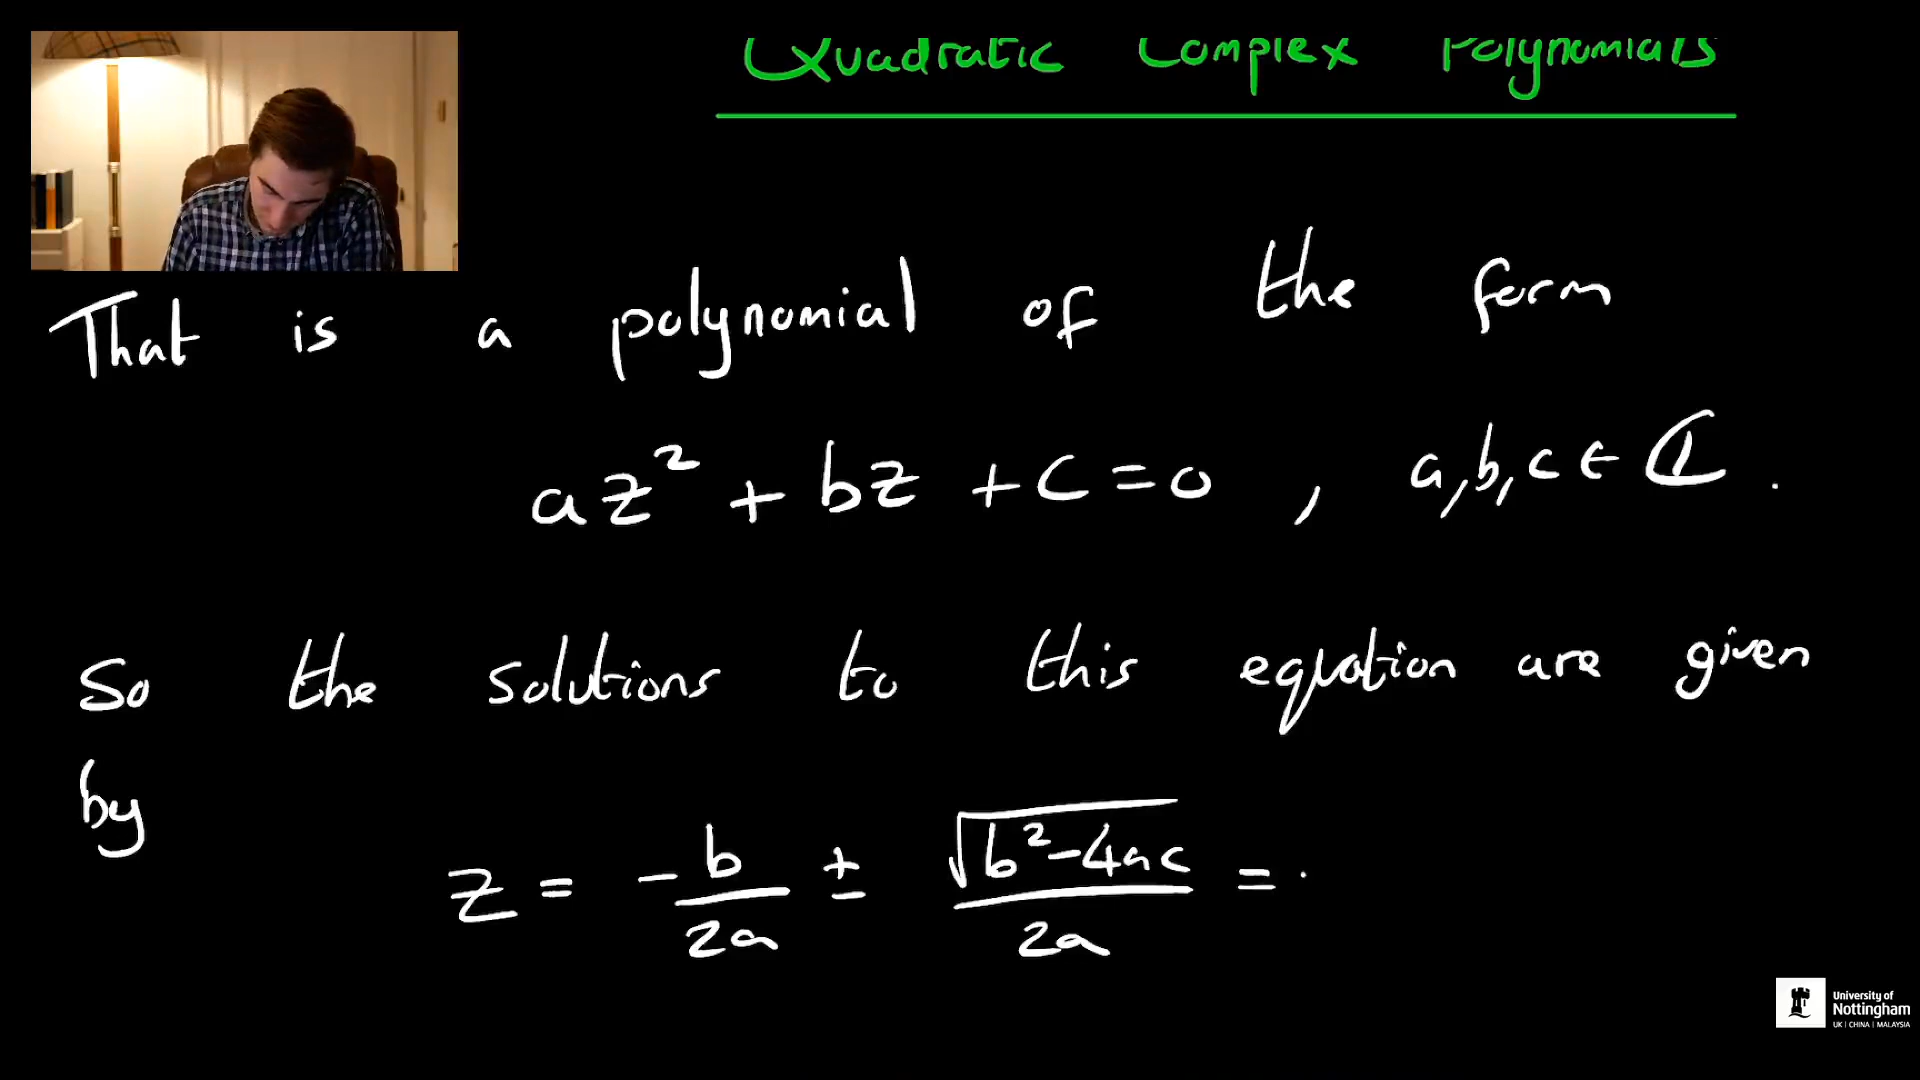 Quadratic Complex Polynomials
That is a polynomial of the form
az² + bz + c = 0 , a,b,c ∈ ℂ .
So the solutions to this equation are given
by
z = - b/2a ± √(b²-4ac)/2a =
University of
Nottingham
UK | CHINA | MALAYSIA